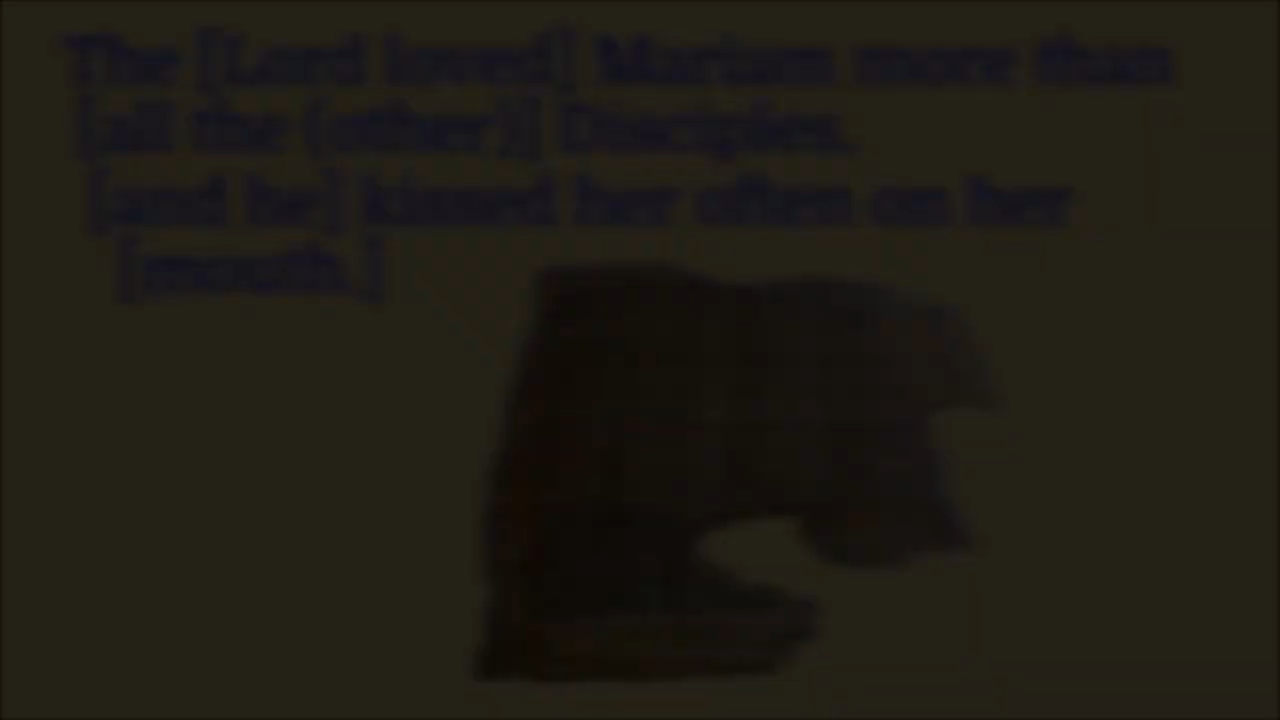 The [Lord loved] Mariam more than
[all the (other)] Disciples.
[and he] kissed her often on her
[mouth.]